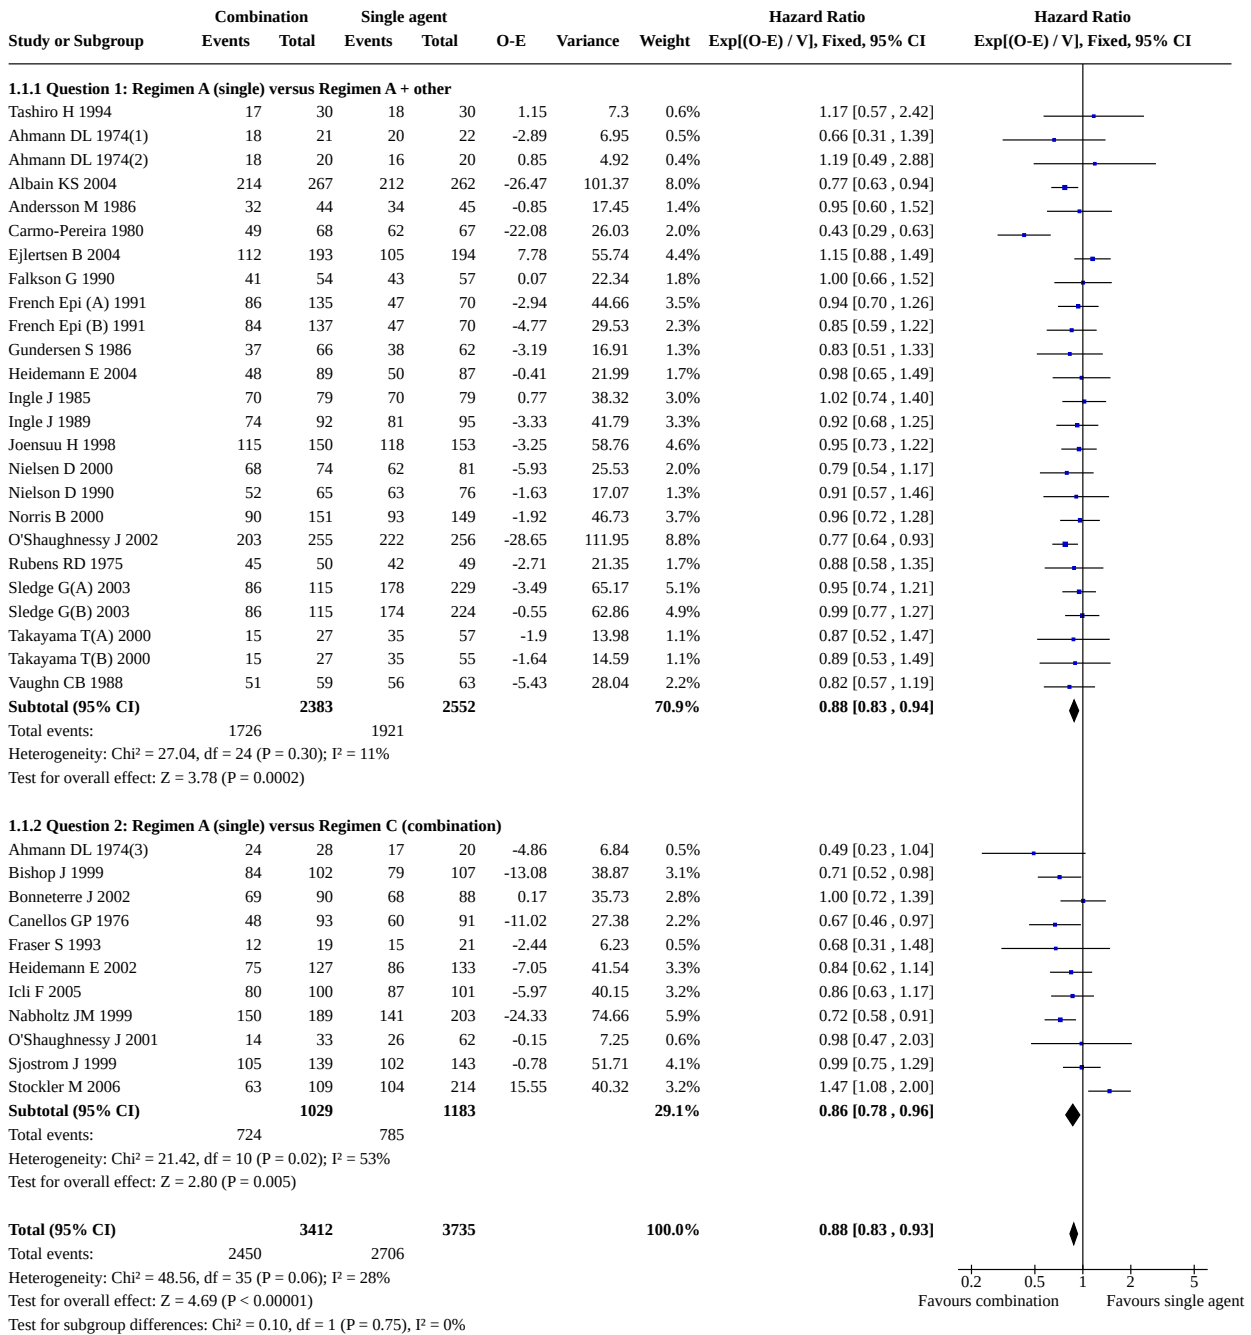 Combination Single agent Hazard Ratio Hazard Ratio
Study or Subgroup Events Total Events Total O-E Variance Weight Exp[(O-E) / V], Fixed, 95% CI Exp[(O-E) / V], Fixed, 95% CI
1.1.1 Question 1: Regimen A (single) versus Regimen A + other
Tashiro H 1994 17 30 18 30 1.15 7.3 0.6% 1.17 [0.57 , 2.42]
Ahmann DL 1974(1) 18 21 20 22 -2.89 6.95 0.5% 0.66 [0.31 , 1.39]
Ahmann DL 1974(2) 18 20 16 20 0.85 4.92 0.4% 1.19 [0.49 , 2.88]
Albain KS 2004 214 267 212 262 -26.47 101.37 8.0% 0.77 [0.63 , 0.94]
Andersson M 1986 32 44 34 45 -0.85 17.45 1.4% 0.95 [0.60 , 1.52]
Carmo-Pereira 1980 49 68 62 67 -22.08 26.03 2.0% 0.43 [0.29 , 0.63]
Ejlertsen B 2004 112 193 105 194 7.78 55.74 4.4% 1.15 [0.88 , 1.49]
Falkson G 1990 41 54 43 57 0.07 22.34 1.8% 1.00 [0.66 , 1.52]
French Epi (A) 1991 86 135 47 70 -2.94 44.66 3.5% 0.94 [0.70 , 1.26]
French Epi (B) 1991 84 137 47 70 -4.77 29.53 2.3% 0.85 [0.59 , 1.22]
Gundersen S 1986 37 66 38 62 -3.19 16.91 1.3% 0.83 [0.51 , 1.33]
Heidemann E 2004 48 89 50 87 -0.41 21.99 1.7% 0.98 [0.65 , 1.49]
Ingle J 1985 70 79 70 79 0.77 38.32 3.0% 1.02 [0.74 , 1.40]
Ingle J 1989 74 92 81 95 -3.33 41.79 3.3% 0.92 [0.68 , 1.25]
Joensuu H 1998 115 150 118 153 -3.25 58.76 4.6% 0.95 [0.73 , 1.22]
Nielsen D 2000 68 74 62 81 -5.93 25.53 2.0% 0.79 [0.54 , 1.17]
Nielson D 1990 52 65 63 76 -1.63 17.07 1.3% 0.91 [0.57 , 1.46]
Norris B 2000 90 151 93 149 -1.92 46.73 3.7% 0.96 [0.72 , 1.28]
O'Shaughnessy J 2002 203 255 222 256 -28.65 111.95 8.8% 0.77 [0.64 , 0.93]
Rubens RD 1975 45 50 42 49 -2.71 21.35 1.7% 0.88 [0.58 , 1.35]
Sledge G(A) 2003 86 115 178 229 -3.49 65.17 5.1% 0.95 [0.74 , 1.21]
Sledge G(B) 2003 86 115 174 224 -0.55 62.86 4.9% 0.99 [0.77 , 1.27]
Takayama T(A) 2000 15 27 35 57 -1.9 13.98 1.1% 0.87 [0.52 , 1.47]
Takayama T(B) 2000 15 27 35 55 -1.64 14.59 1.1% 0.89 [0.53 , 1.49]
Vaughn CB 1988 51 59 56 63 -5.43 28.04 2.2% 0.82 [0.57 , 1.19]
Subtotal (95% CI) 2383 2552 70.9% 0.88 [0.83 , 0.94]
Total events: 1726 1921
Heterogeneity: Chi² = 27.04, df = 24 (P = 0.30); I² = 11%
Test for overall effect: Z = 3.78 (P = 0.0002)
1.1.2 Question 2: Regimen A (single) versus Regimen C (combination)
Ahmann DL 1974(3) 24 28 17 20 -4.86 6.84 0.5% 0.49 [0.23 , 1.04]
Bishop J 1999 84 102 79 107 -13.08 38.87 3.1% 0.71 [0.52 , 0.98]
Bonneterre J 2002 69 90 68 88 0.17 35.73 2.8% 1.00 [0.72 , 1.39]
Canellos GP 1976 48 93 60 91 -11.02 27.38 2.2% 0.67 [0.46 , 0.97]
Fraser S 1993 12 19 15 21 -2.44 6.23 0.5% 0.68 [0.31 , 1.48]
Heidemann E 2002 75 127 86 133 -7.05 41.54 3.3% 0.84 [0.62 , 1.14]
Icli F 2005 80 100 87 101 -5.97 40.15 3.2% 0.86 [0.63 , 1.17]
Nabholtz JM 1999 150 189 141 203 -24.33 74.66 5.9% 0.72 [0.58 , 0.91]
O'Shaughnessy J 2001 14 33 26 62 -0.15 7.25 0.6% 0.98 [0.47 , 2.03]
Sjostrom J 1999 105 139 102 143 -0.78 51.71 4.1% 0.99 [0.75 , 1.29]
Stockler M 2006 63 109 104 214 15.55 40.32 3.2% 1.47 [1.08 , 2.00]
Subtotal (95% CI) 1029 1183 29.1% 0.86 [0.78 , 0.96]
Total events: 724 785
Heterogeneity: Chi² = 21.42, df = 10 (P = 0.02); I² = 53%
Test for overall effect: Z = 2.80 (P = 0.005)
Total (95% CI) 3412 3735 100.0% 0.88 [0.83 , 0.93]
Total events: 2450 2706
Heterogeneity: Chi² = 48.56, df = 35 (P = 0.06); I² = 28% 0.2 0.5 1 2 5
Test for overall effect: Z = 4.69 (P < 0.00001) Favours combination Favours single agent
Test for subgroup differences: Chi² = 0.10, df = 1 (P = 0.75), I² = 0%